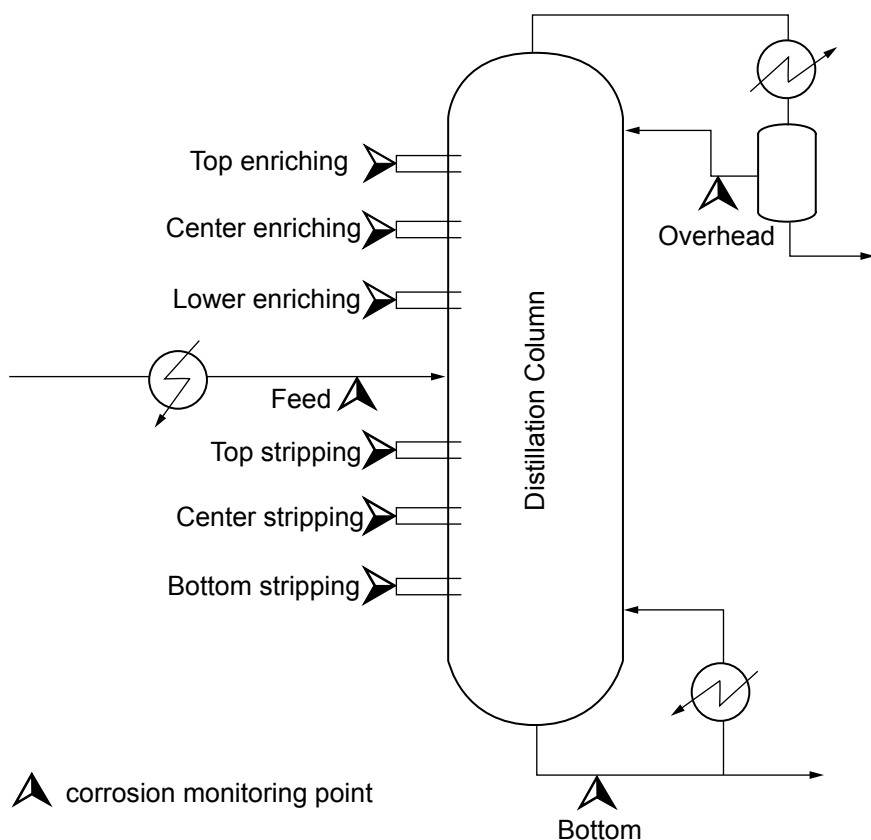 Top enriching
Center enriching
Overhead
Lower enriching
Distillation Column
Feed
Top stripping
Center stripping
Bottom stripping
corrosion monitoring point
Bottom